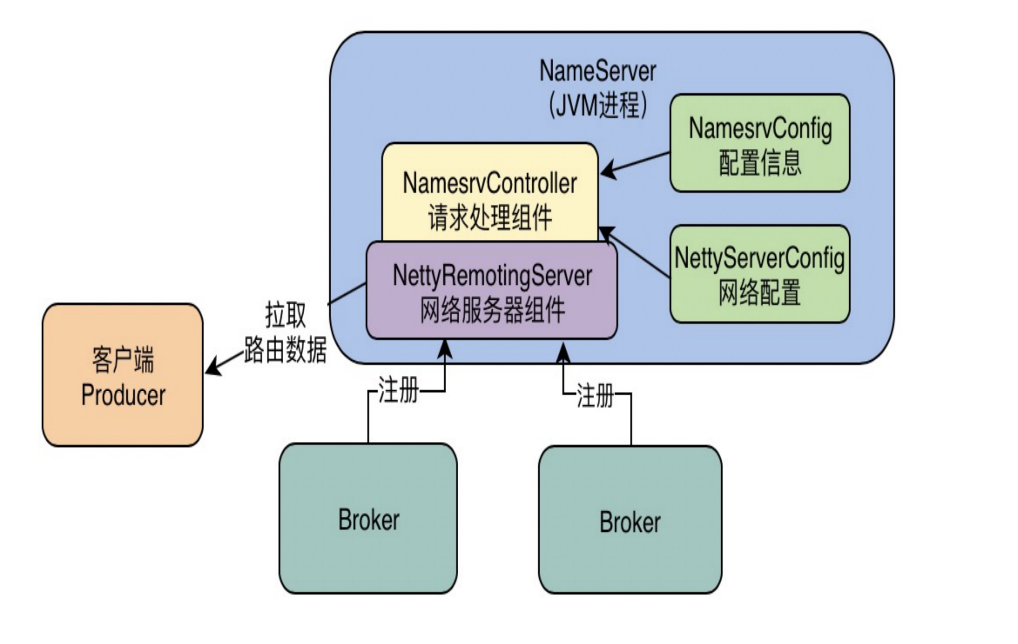 NameServer
（JVM进程）
NamesrvConfig
配置信息
NamesrvController
请求处理组件
NettyServerConfig
网络配置
NettyRemotingServer
网络服务器组件
拉取
路由数据
客户端
Producer
注册
注册
Broker
Broker